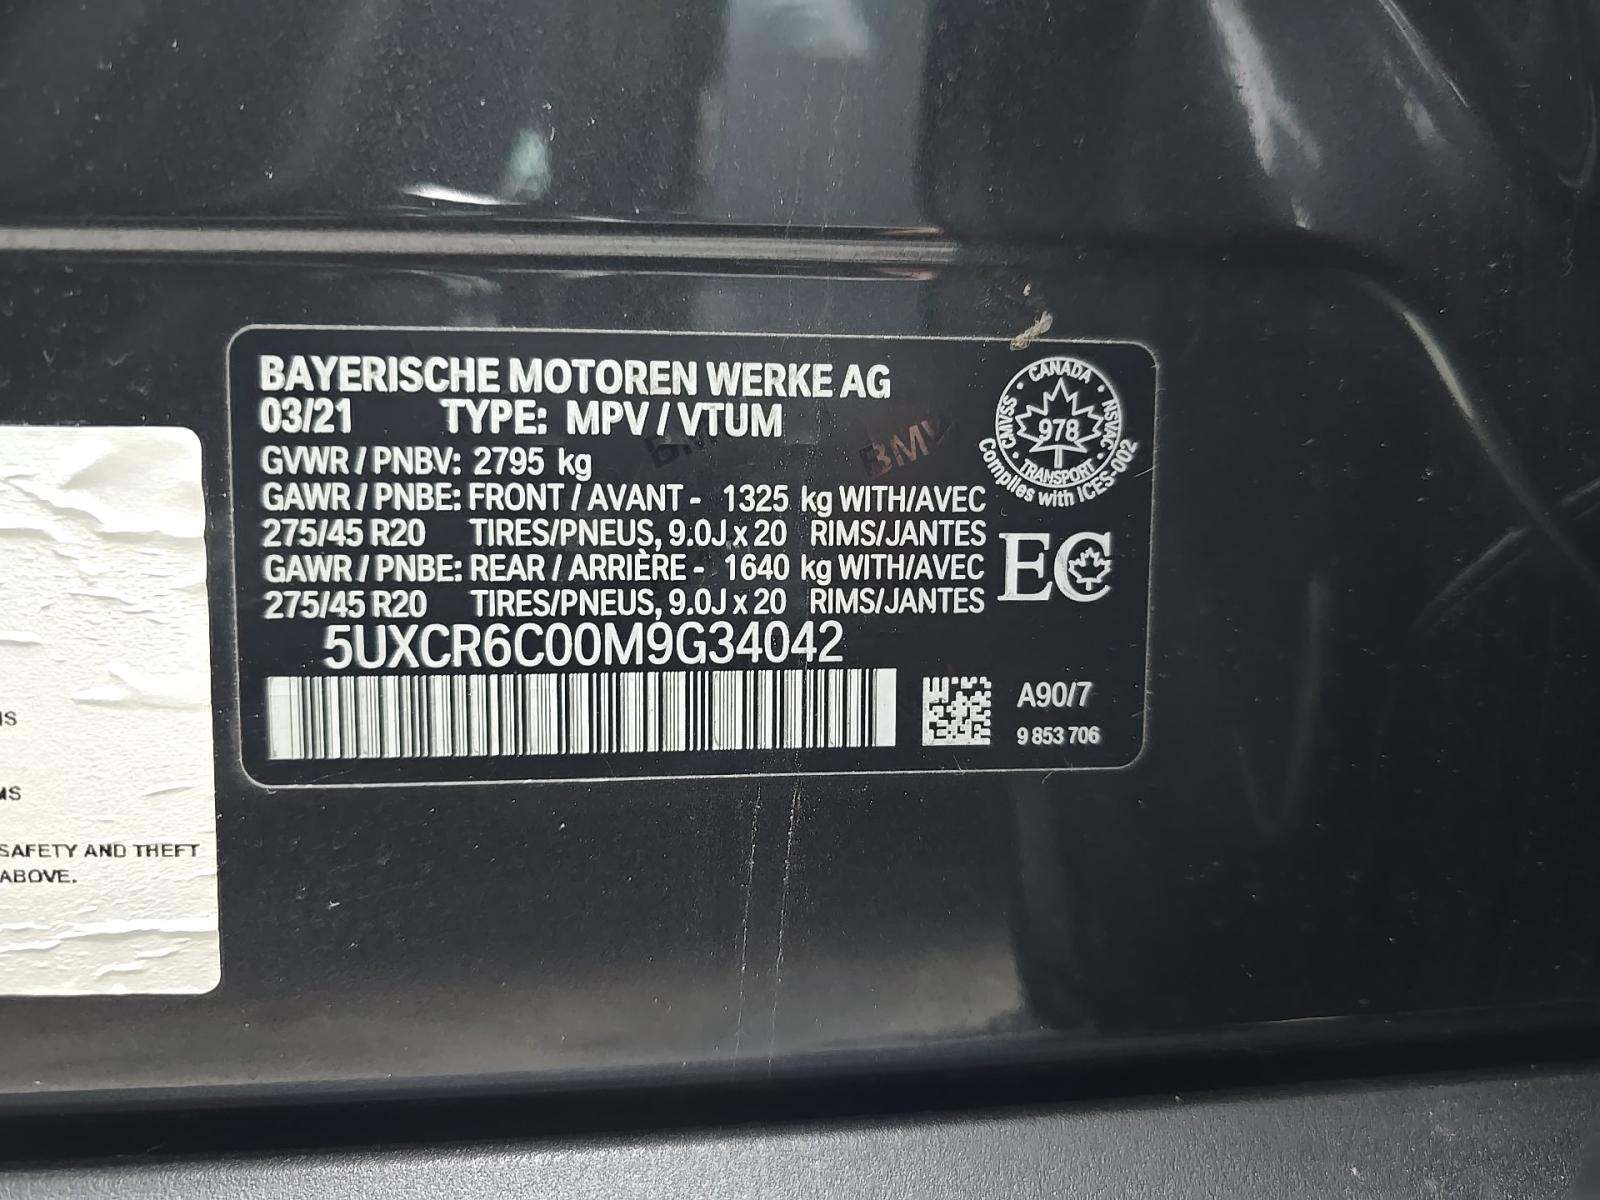 BAYERISCHE MOTOREN WERKE AG
03/21 TYPE: MPV / VTUM
GVWR / PNBV: 2795 kg
GAWR / PNBE: FRONT / AVANT - 1325 kg WITH/AVEC
275/45 R20 TIRES/PNEUS, 9.0J x 20 RIMS/JANTES
GAWR / PNBE: REAR / ARRIÈRE - 1640 kg WITH/AVEC
275/45 R20 TIRES/PNEUS, 9.0J x 20 RIMS/JANTES
5UXCR6C00M9G34042
A90/7
9 853 706
CANADA
CMVSS NSVAC
978
TRANSPORT
Complies with ICES-002
EC
BMW
SAFETY AND THEFT
ABOVE.